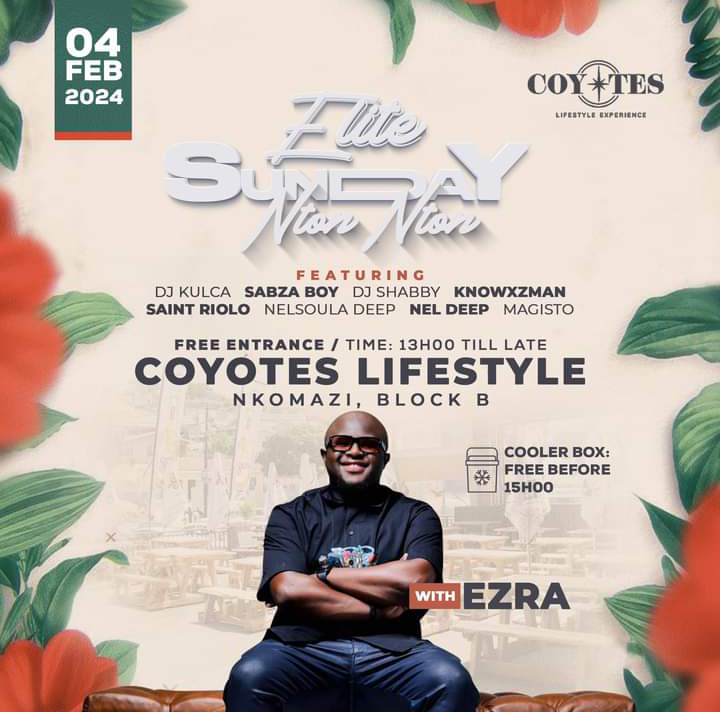 04
FEB
2024
COYOTES
LIFESTYLE EXPERIENCE
Elite
SUNDAY
Nton Nton
FEATURING
DJ KULCA SABZA BOY DJ SHABBY KNOWXZMAN
SAINT RIOLO NELSOULA DEEP NEL DEEP MAGISTO
FREE ENTRANCE / TIME: 13H00 TILL LATE
COYOTES LIFESTYLE
NKOMAZI, BLOCK B
COOLER BOX:
FREE BEFORE
15H00
WITH EZRA